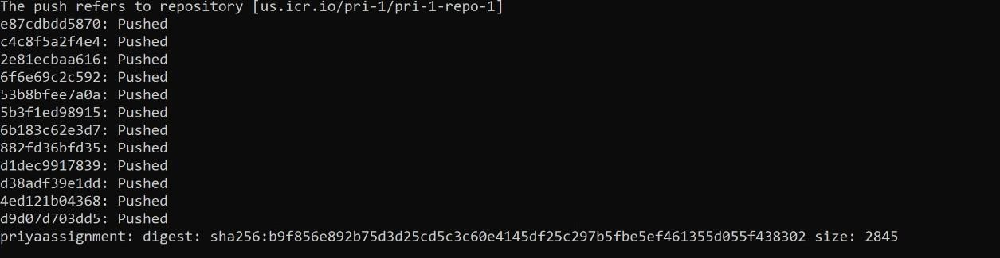 The push refers to repository [us.icr.io/pri-1/pri-1-repo-1]
e87cdbdd5870: Pushed
c4c8f5a2f4e4: Pushed
2e81ecbaa616: Pushed
6f6e69c2c592: Pushed
53b8bfee7a0a: Pushed
5b3f1ed98915: Pushed
6b183c62e3d7: Pushed
882fd36bfd35: Pushed
d1dec9917839: Pushed
d38adf39e1dd: Pushed
4ed121b04368: Pushed
d9d07d703dd5: Pushed
priyaassignment: digest: sha256:b9f856e892b75d3d25cd5c3c60e4145df25c297b5fbe5ef461355d055f438302 size: 2845